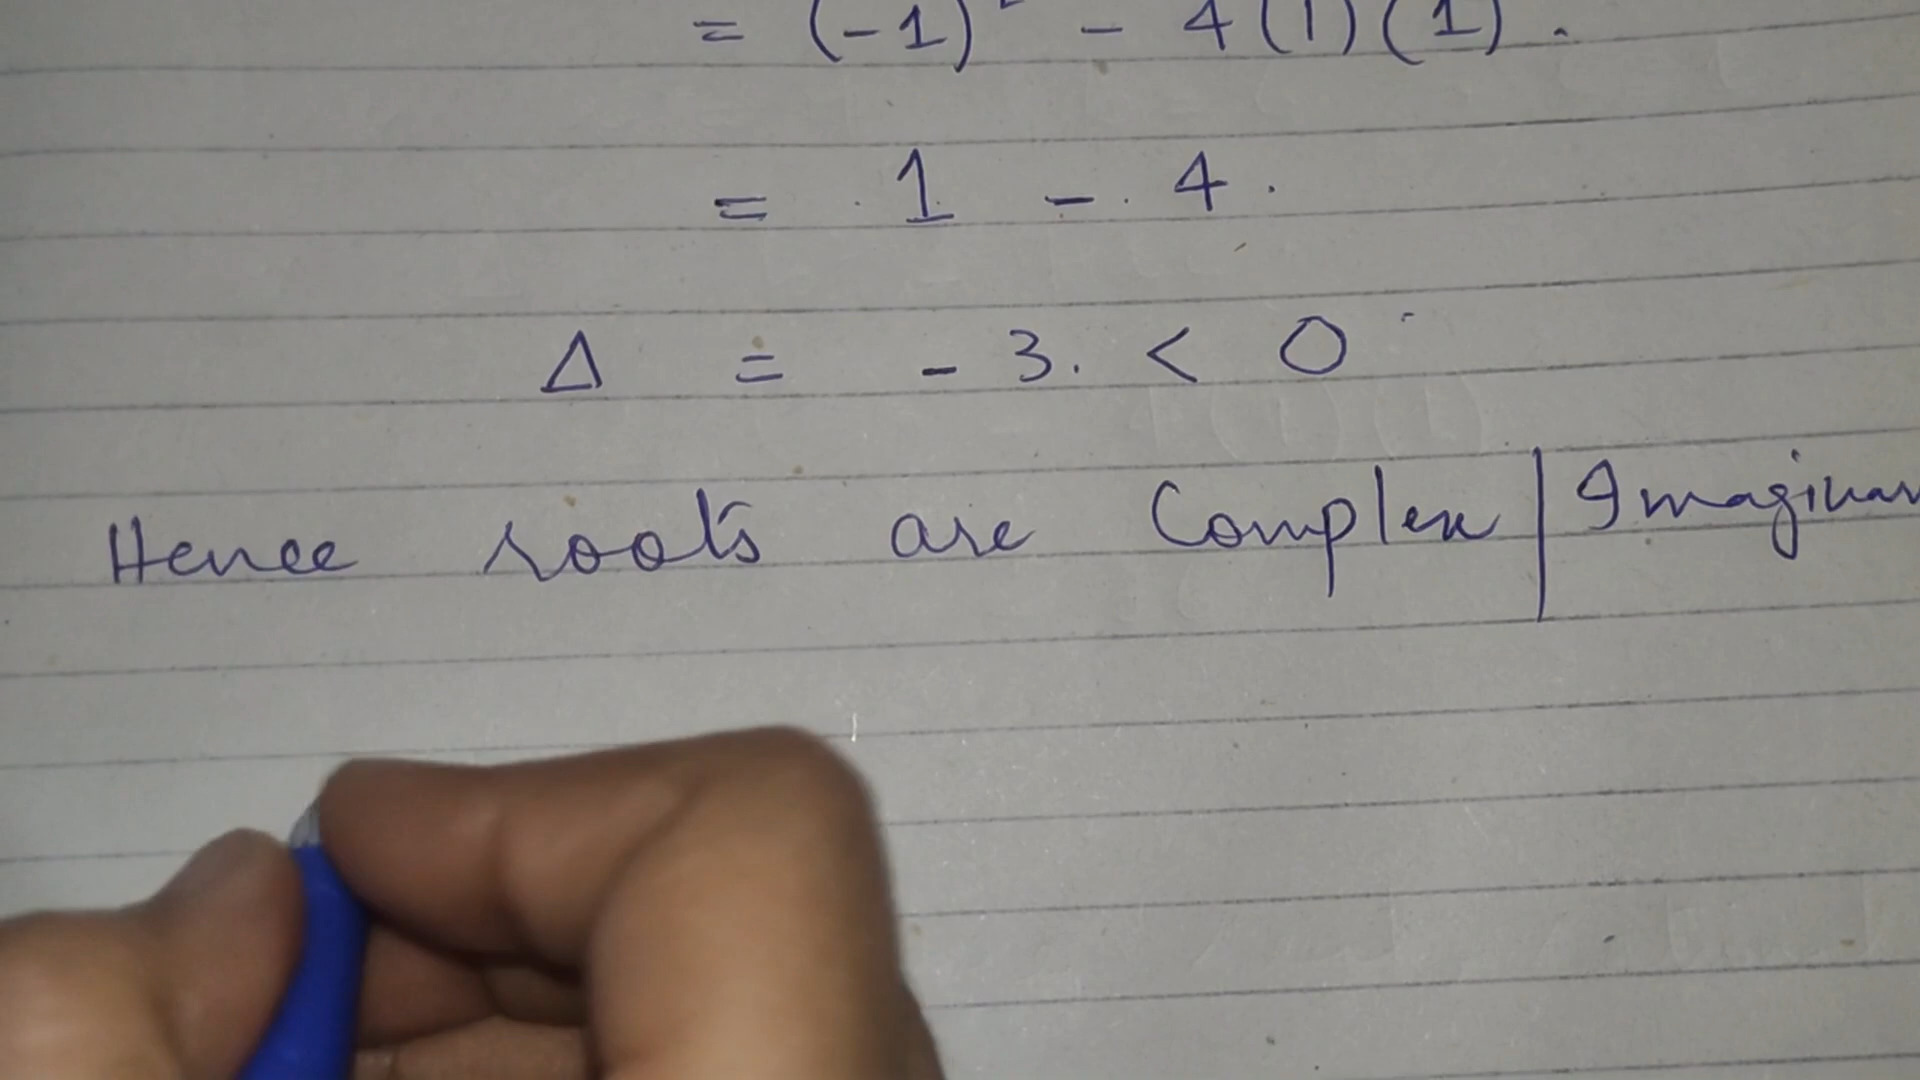 = (-1)² - 4(1)(1).
= 1 - 4.
Δ = -3. < 0
Hence roots are Complex | Imaginar